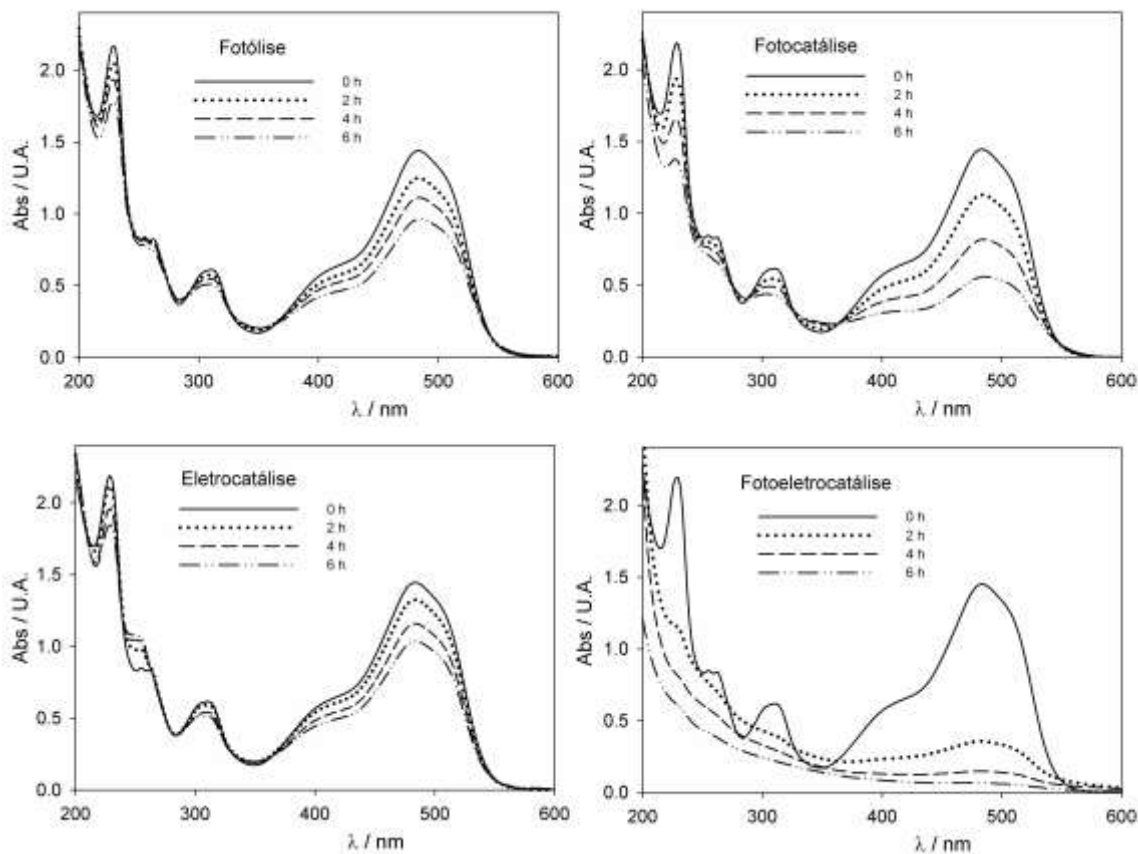 Fotólise
0 h
2 h
4 h
6 h
Abs / U.A.
2.0
1.5
1.0
0.5
0.0
200 300 400 500 600
λ / nm
Fotocatálise
0 h
2 h
4 h
6 h
Abs / U.A.
2.0
1.5
1.0
0.5
0.0
200 300 400 500 600
λ / nm
Eletrocatálise
0 h
2 h
4 h
6 h
Abs / U.A.
2.0
1.5
1.0
0.5
0.0
200 300 400 500 600
λ / nm
Fotoeletrocatálise
0 h
2 h
4 h
6 h
Abs / U.A.
2.0
1.5
1.0
0.5
0.0
200 300 400 500 600
λ / nm